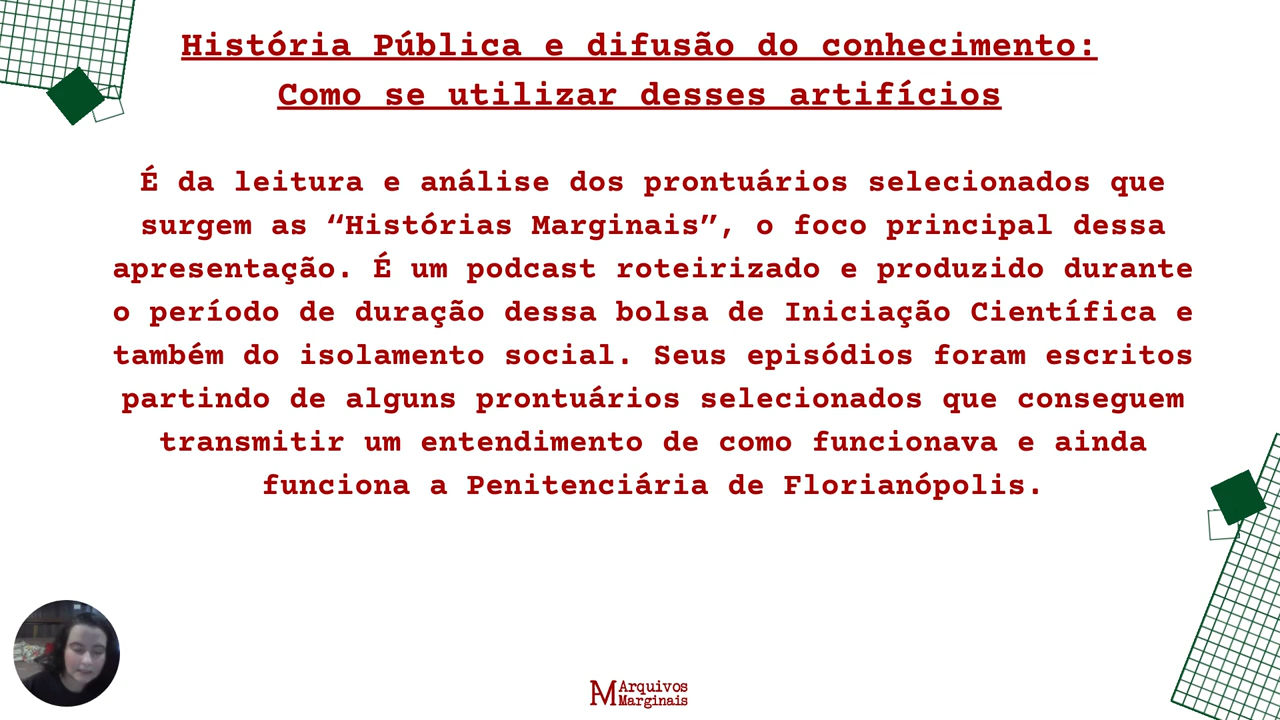 História Pública e difusão do conhecimento:
Como se utilizar desses artifícios
É da leitura e análise dos prontuários selecionados que
surgem as “Histórias Marginais”, o foco principal dessa
apresentação. É um podcast roteirizado e produzido durante
o período de duração dessa bolsa de Iniciação Científica e
também do isolamento social. Seus episódios foram escritos
partindo de alguns prontuários selecionados que conseguem
transmitir um entendimento de como funcionava e ainda
funciona a Penitenciária de Florianópolis.
M Arquivos
Marginais